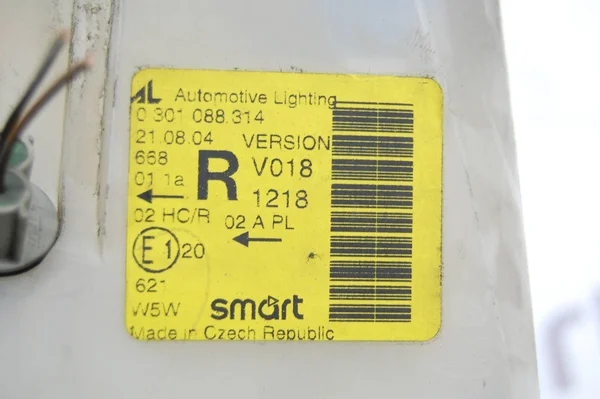 AL Automotive Lighting
0 301 088.314
21.08.04 VERSION
668 R V018
01 1a 1218
02 HC/R 02 A PL
E1 20
621
W5W smart
Made in Czech Republic